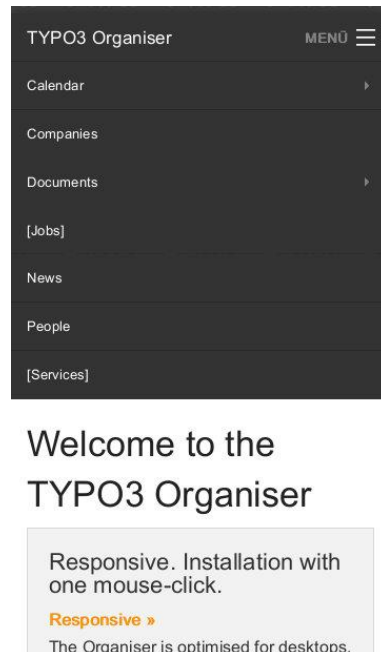 TYPO3 Organiser MENÜ
Calendar
Companies
Documents
[Jobs]
News
People
[Services]
Welcome to the
TYPO3 Organiser
Responsive. Installation with
one mouse-click.
Responsive »
The Organiser is optimised for desktops,